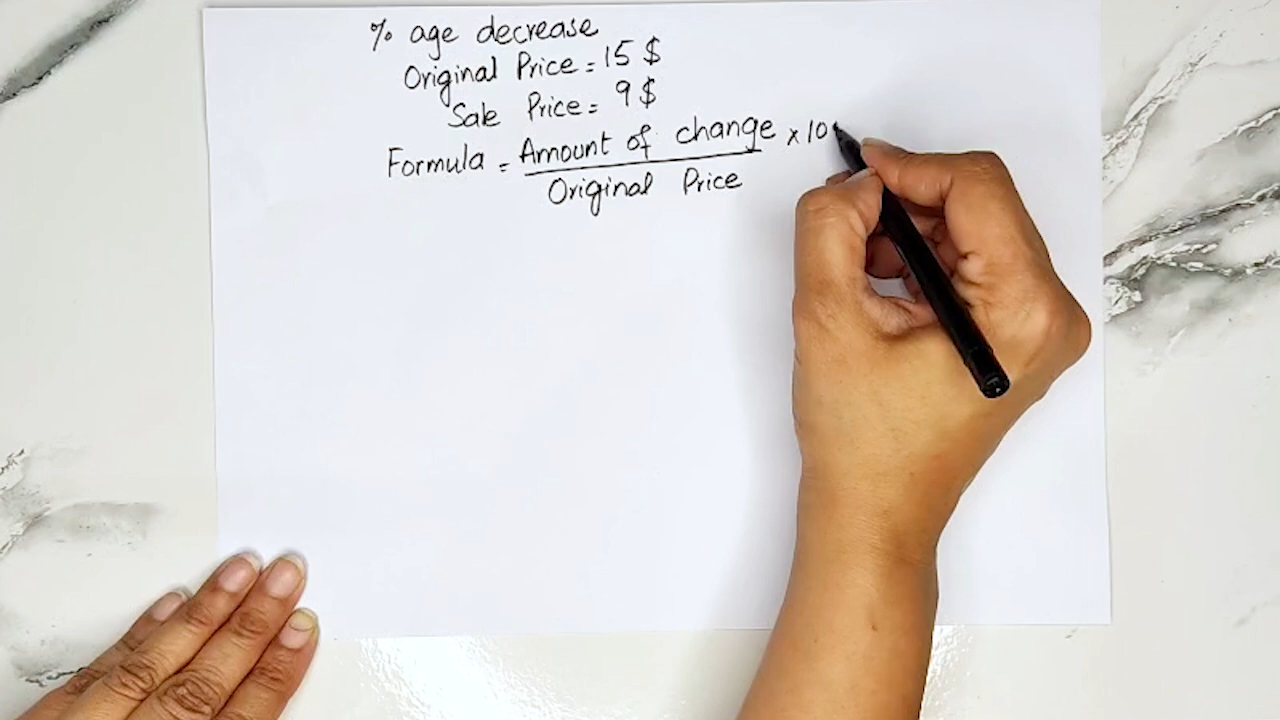 % age decrease
Original Price = 15 $
Sale Price = 9 $
Formula = Amount of change × 10
Original Price